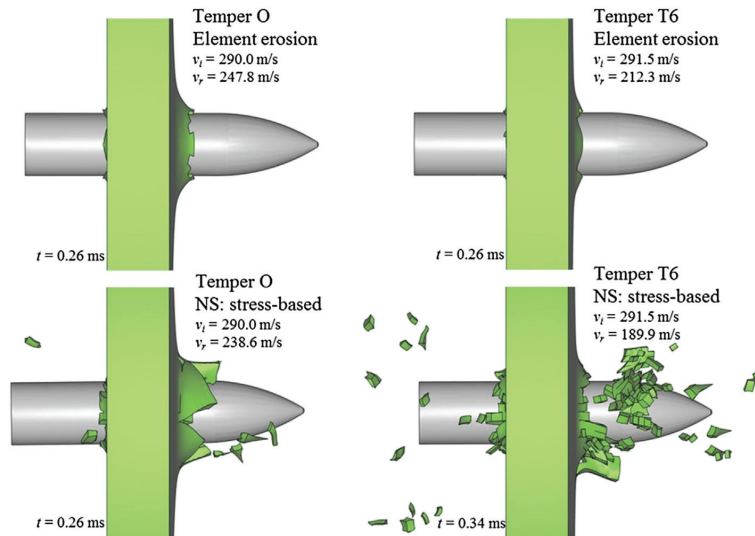 Temper O
Element erosion
vᵢ = 290.0 m/s
vᵣ = 247.8 m/s
t = 0.26 ms
Temper T6
Element erosion
vᵢ = 291.5 m/s
vᵣ = 212.3 m/s
t = 0.26 ms
Temper O
NS: stress-based
vᵢ = 290.0 m/s
vᵣ = 238.6 m/s
t = 0.26 ms
Temper T6
NS: stress-based
vᵢ = 291.5 m/s
vᵣ = 189.9 m/s
t = 0.34 ms